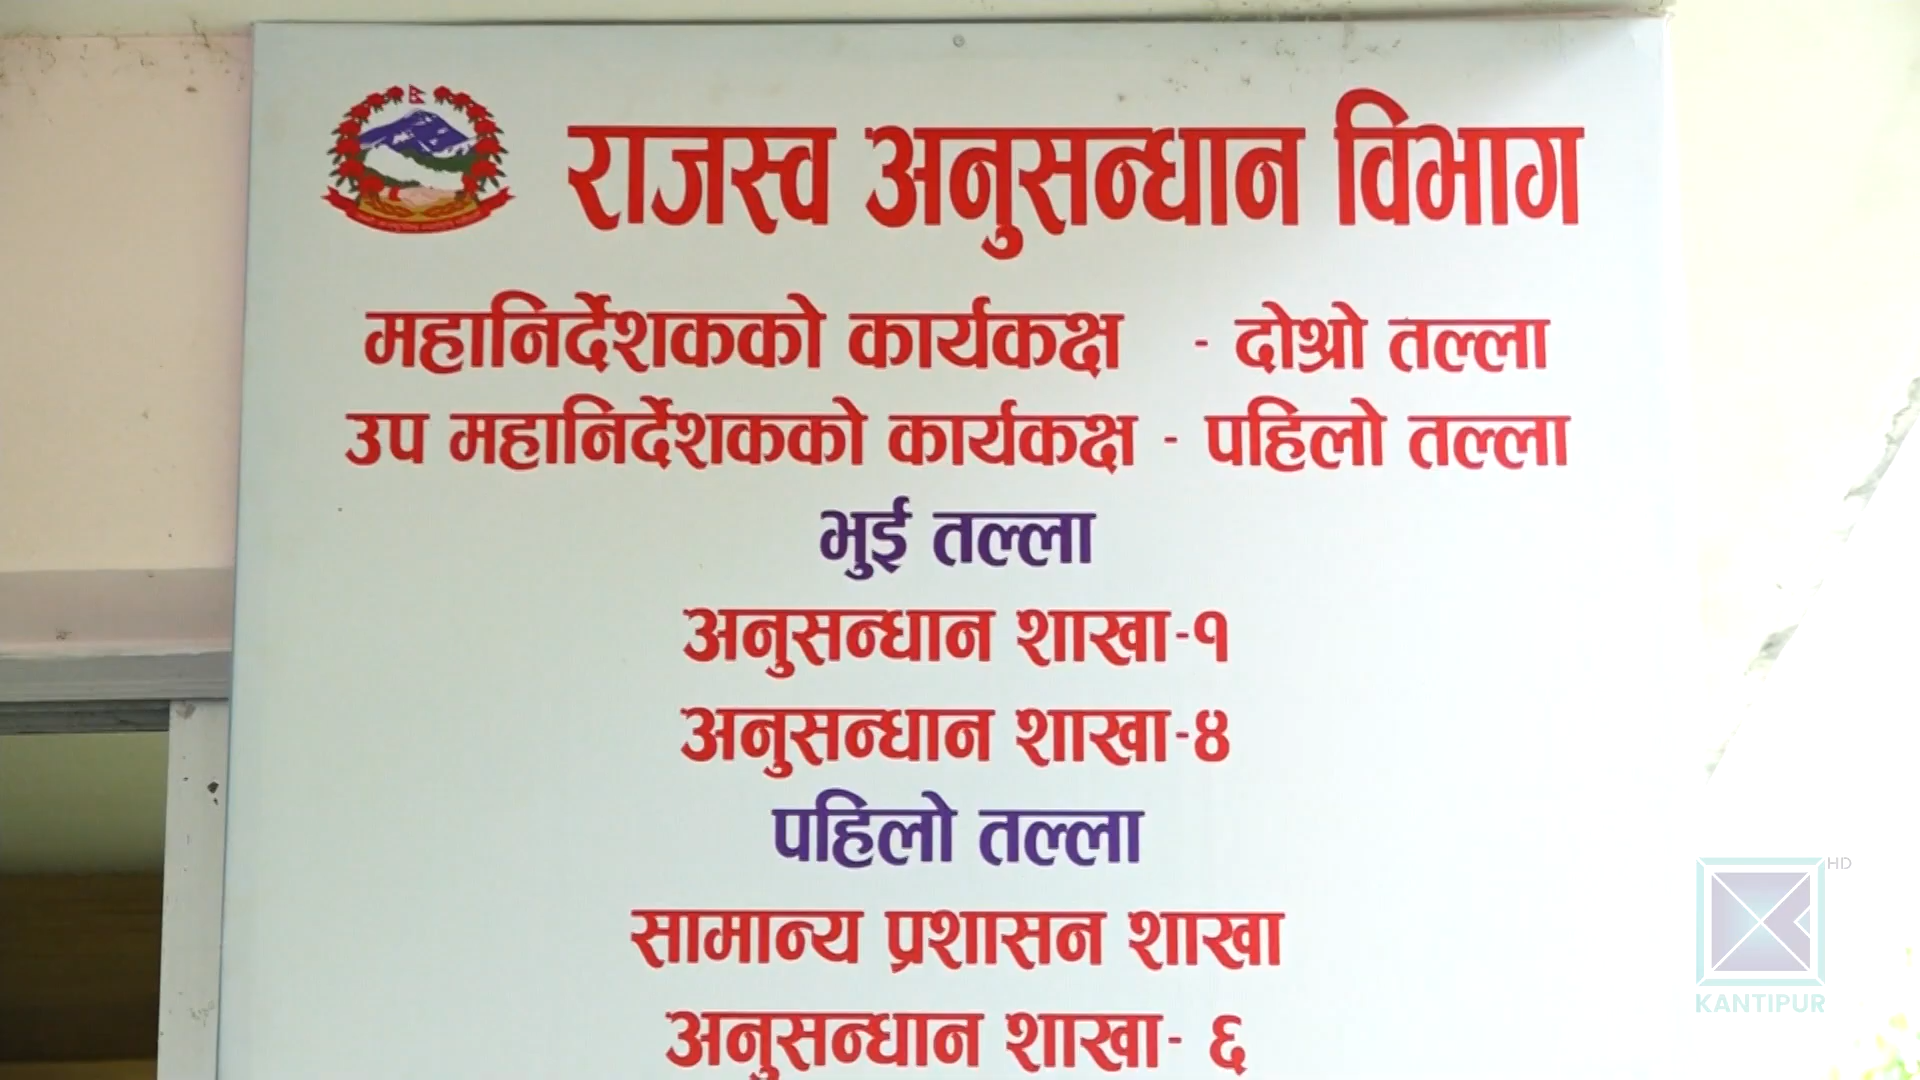 राजस्व अनुसन्धान विभाग
महानिर्देशकको कार्यकक्ष - दोश्रो तल्ला
उप महानिर्देशकको कार्यकक्ष - पहिलो तल्ला
भुई तल्ला
अनुसन्धान शाखा-१
अनुसन्धान शाखा-४
पहिलो तल्ला
सामान्य प्रशासन शाखा
अनुसन्धान शाखा- ६
HD
KANTIPUR